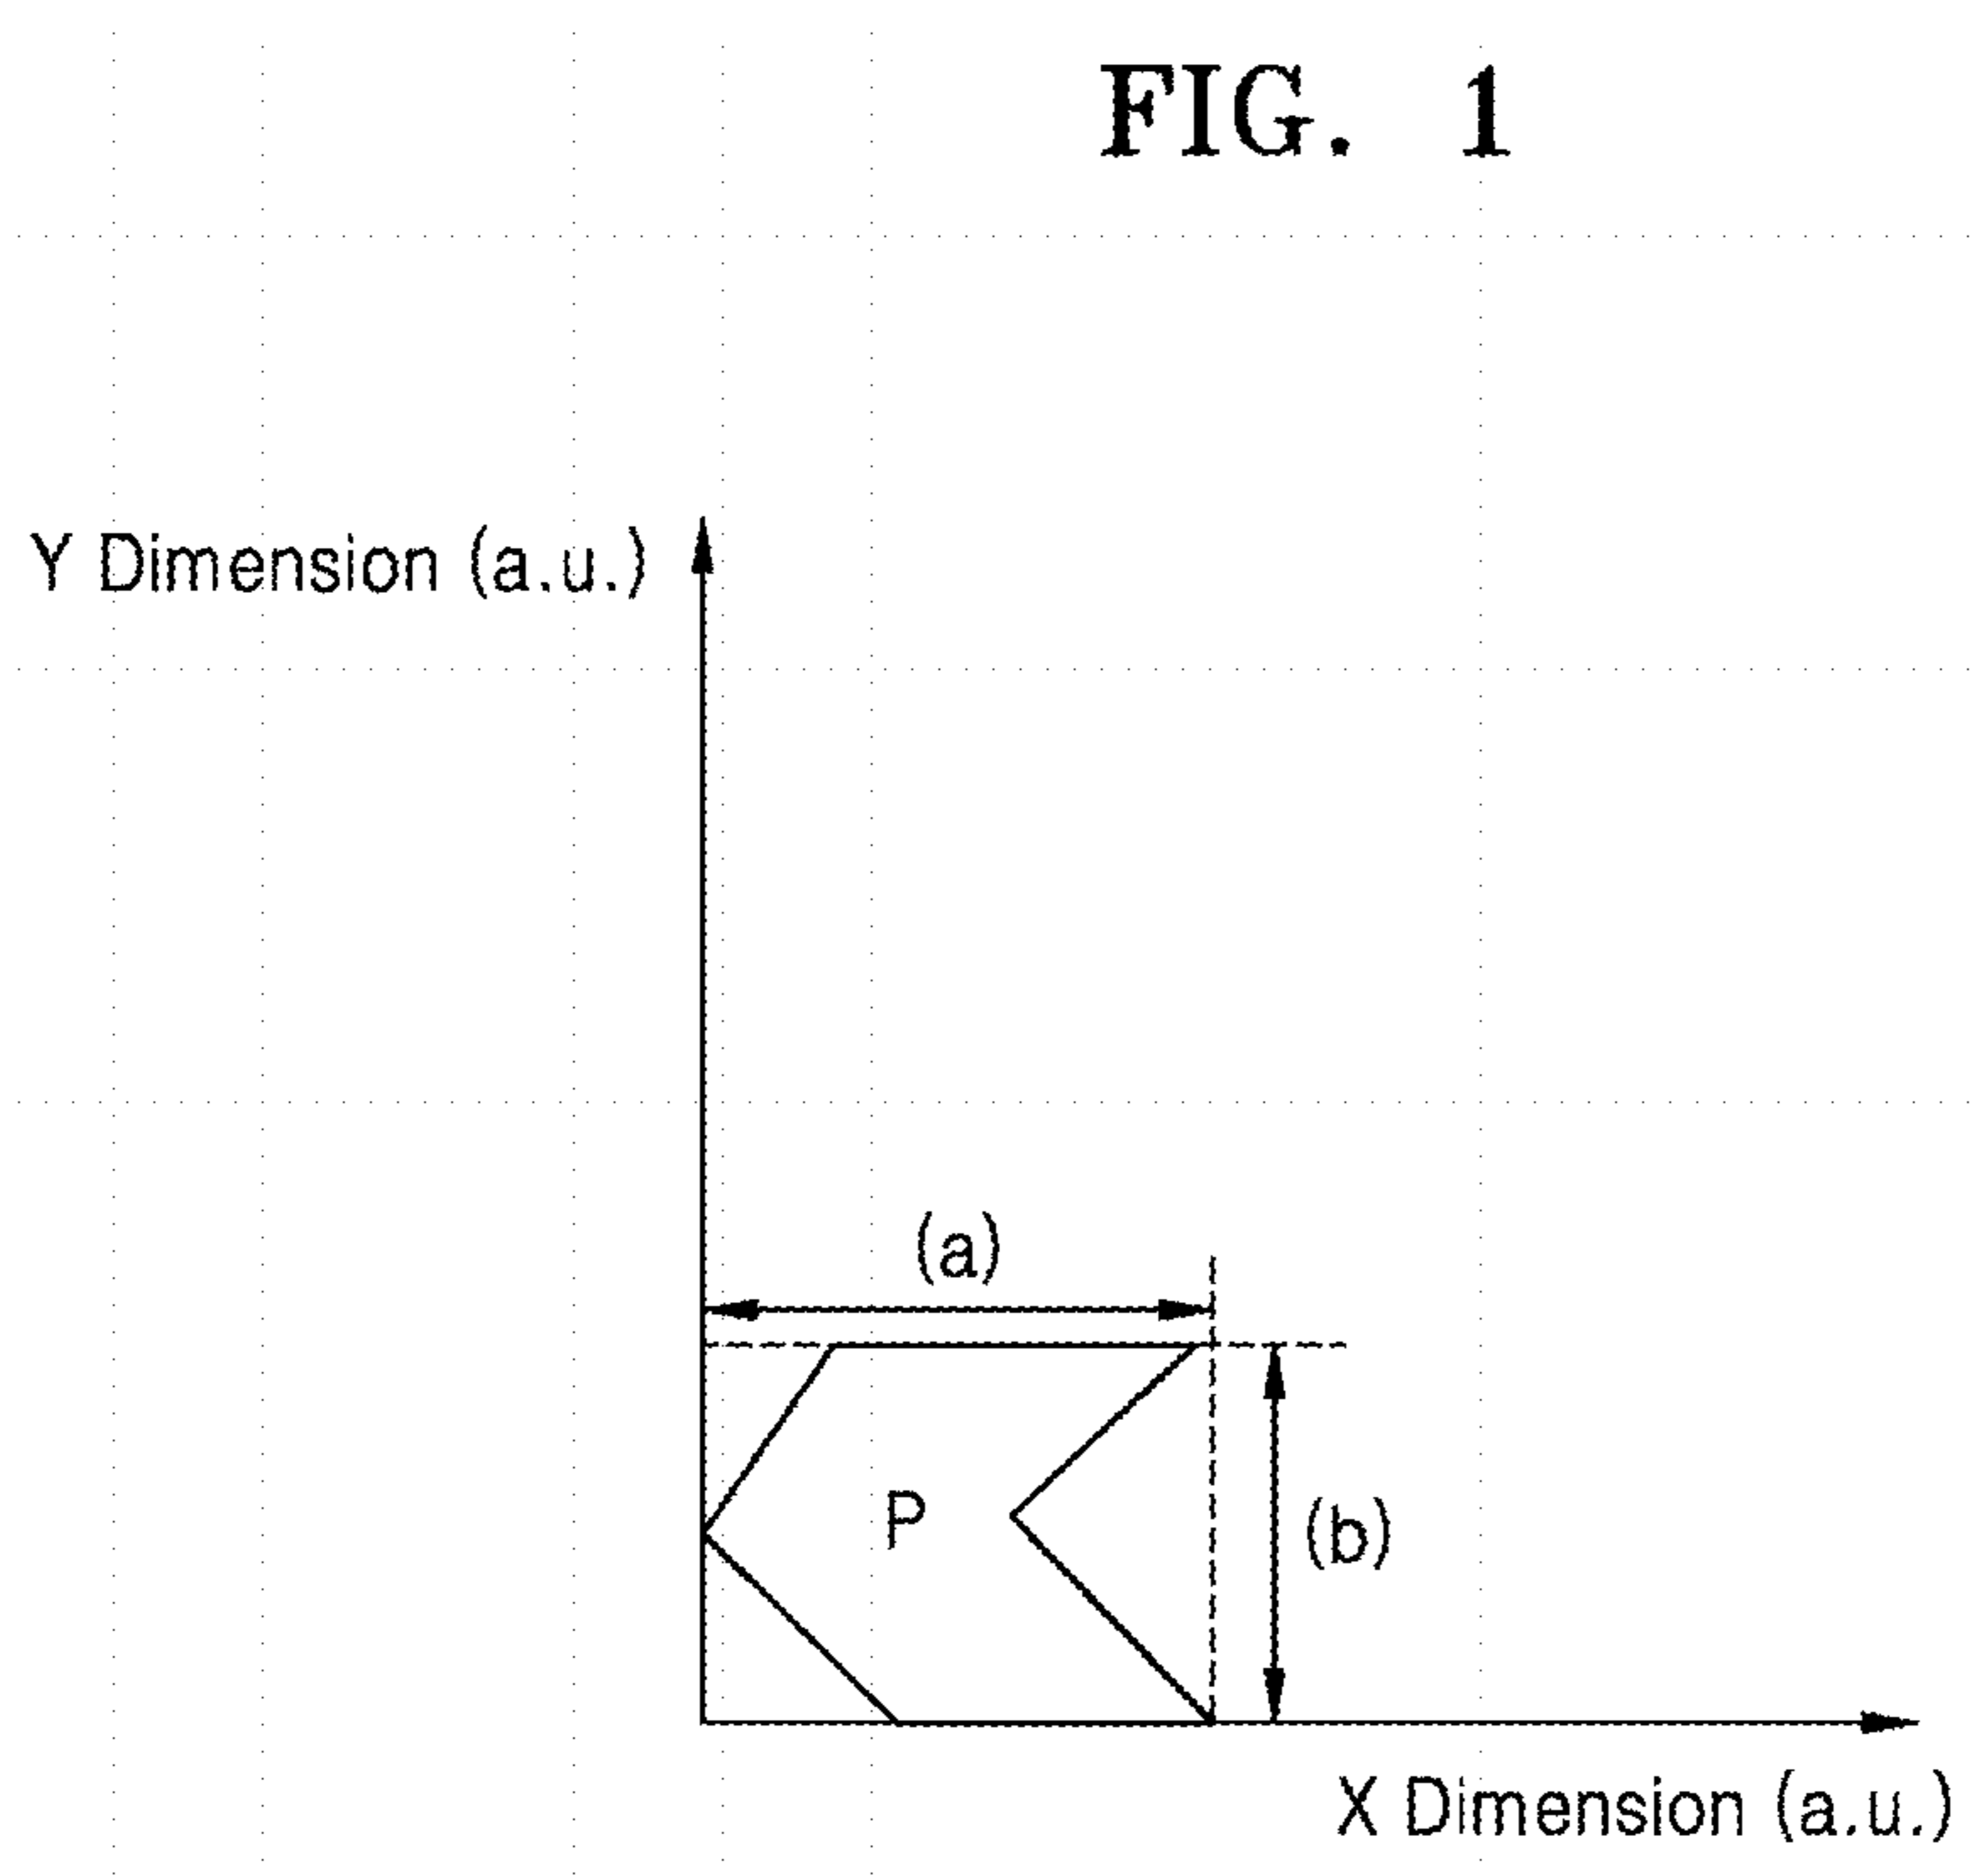 FIG. 1
Y Dimension (a.u.)
(a)
P
(b)
X Dimension (a.u.)